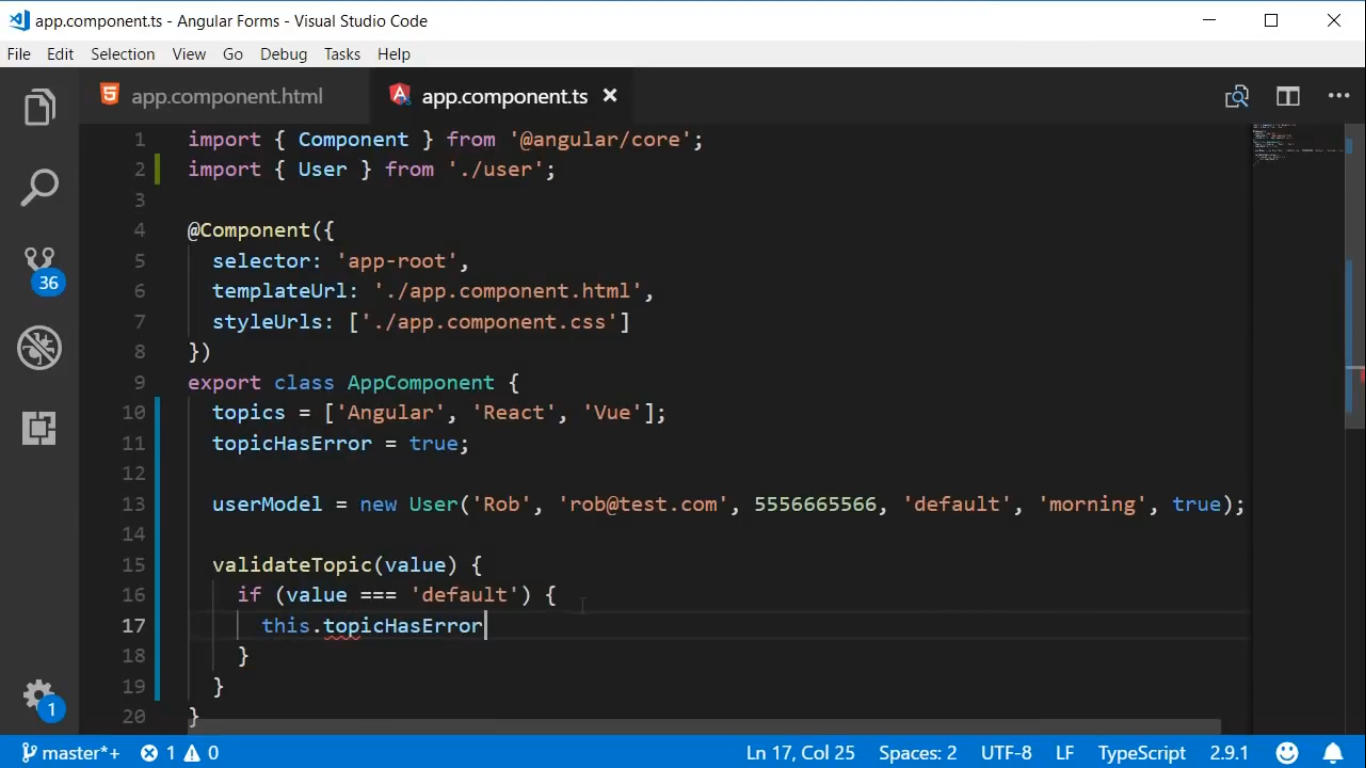 app.component.ts - Angular Forms - Visual Studio Code
File Edit Selection View Go Debug Tasks Help
app.component.html app.component.ts
1 import { Component } from '@angular/core';
2 import { User } from './user';
3
4 @Component({
5 selector: 'app-root',
6 templateUrl: './app.component.html',
7 styleUrls: ['./app.component.css']
8 })
9 export class AppComponent {
10 topics = ['Angular', 'React', 'Vue'];
11 topicHasError = true;
12
13 userModel = new User('Rob', 'rob@test.com', 5556665566, 'default', 'morning', true);
14
15 validateTopic(value) {
16 if (value === 'default') {
17 this.topicHasError
18 }
19 }
20 }
36
1
master*+ 1 0 Ln 17, Col 25 Spaces: 2 UTF-8 LF TypeScript 2.9.1